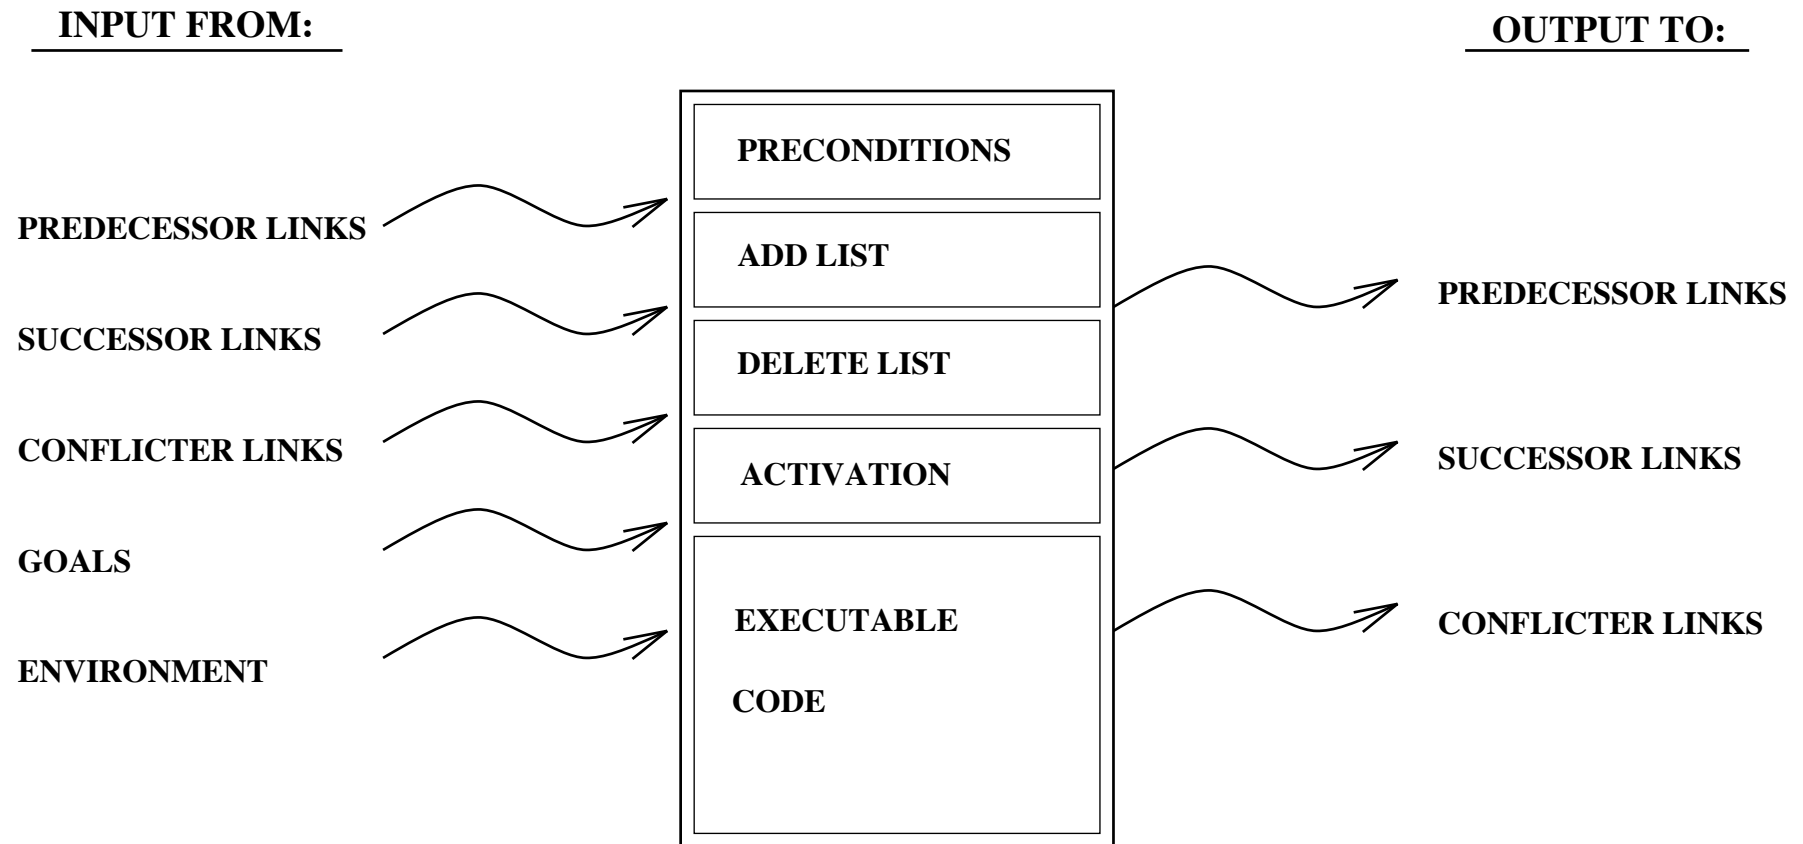 INPUT FROM:
OUTPUT TO:
PREDECESSOR LINKS
SUCCESSOR LINKS
CONFLICTER LINKS
GOALS
ENVIRONMENT
PRECONDITIONS
ADD LIST
DELETE LIST
ACTIVATION
EXECUTABLE
CODE
PREDECESSOR LINKS
SUCCESSOR LINKS
CONFLICTER LINKS